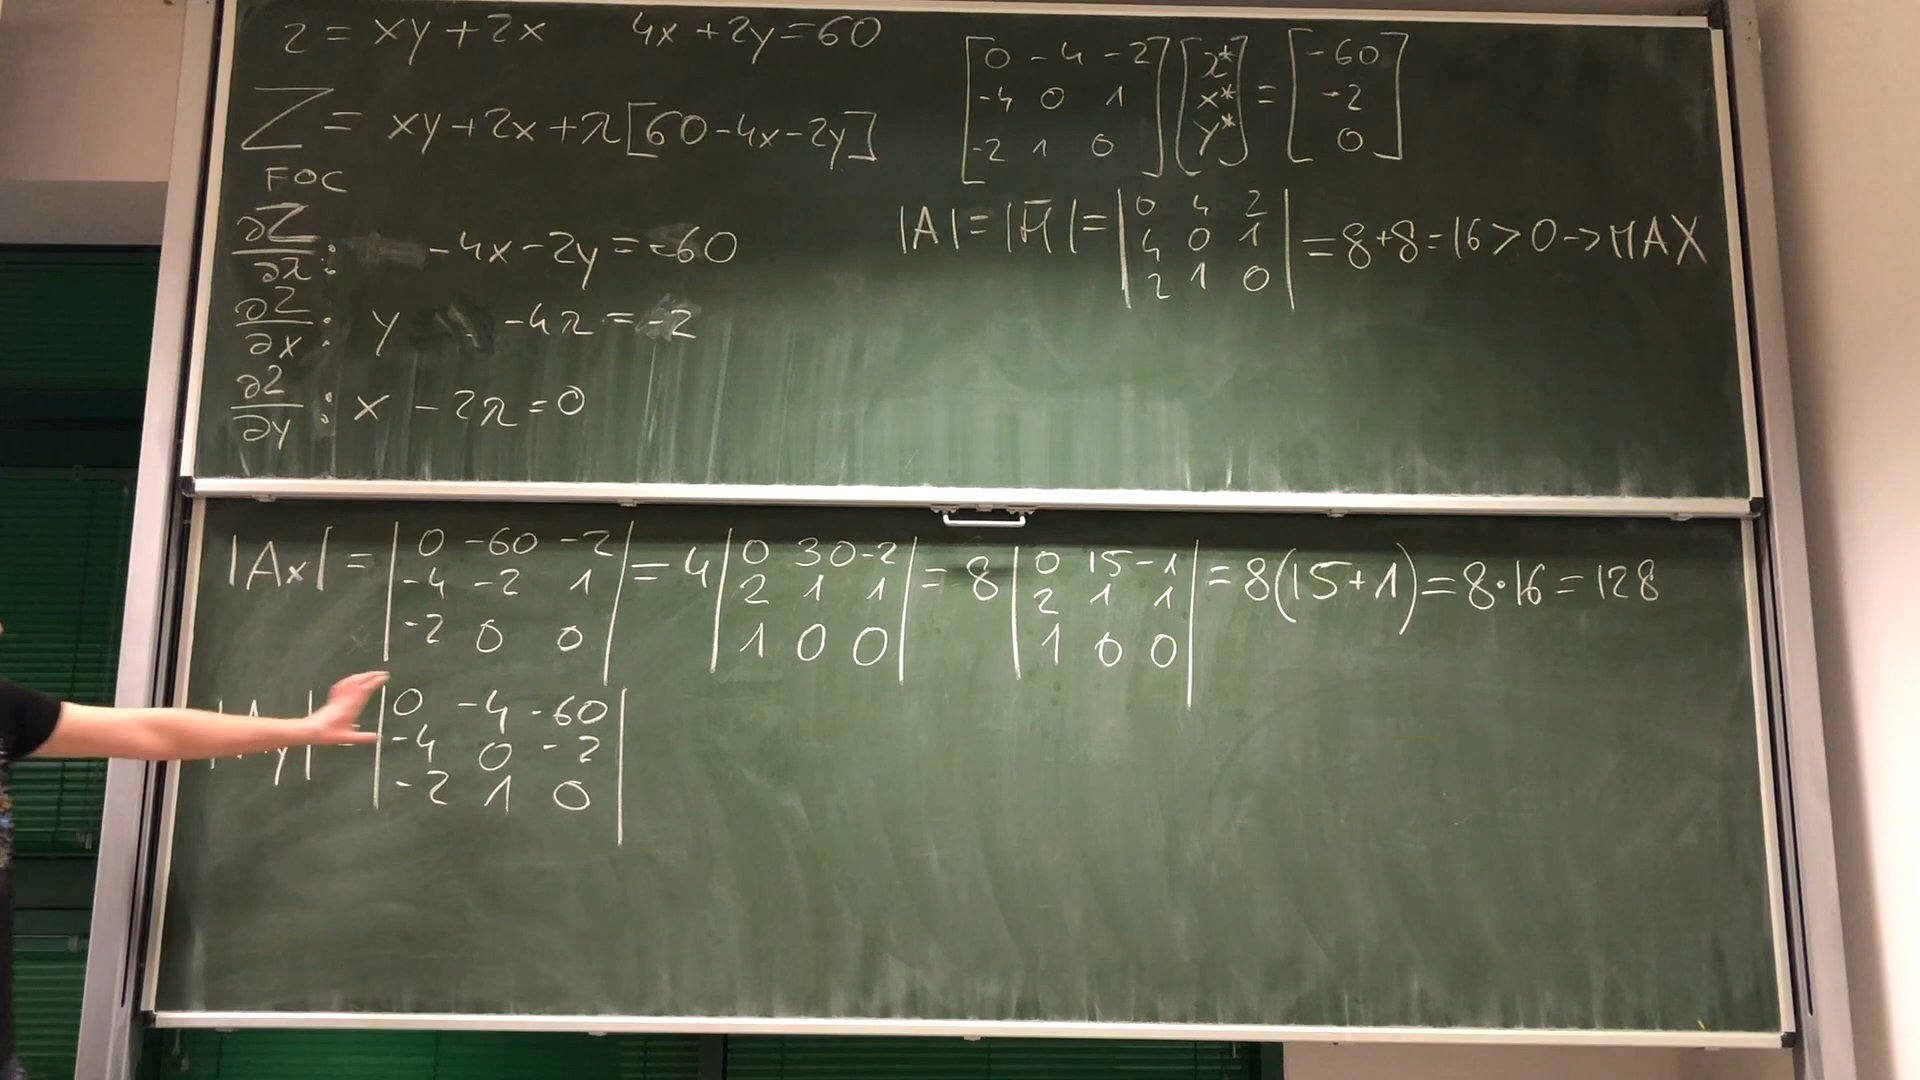 z = xy + 2x    4x + 2y = 60
Z = xy + 2x + λ[60 - 4x - 2y]
FOC
∂Z/∂λ: -4x - 2y = -60
∂Z/∂x: y -4λ = -2
∂Z/∂y: x - 2λ = 0
[0 -4 -2; -4 0 1; -2 1 0] [λ*; x*; y*] = [-60; -2; 0]
|A| = |H̄| = |0 4 2; 4 0 1; 2 1 0| = 8+8 = 16 > 0 -> MAX
|Ax| = |0 -60 -2; -4 -2 1; -2 0 0| = 4 |0 30 -2; 2 1 1; 1 0 0| = 8 |0 15 -1; 2 1 1; 1 0 0| = 8(15+1) = 8·16 = 128
|Ay| = |0 -4 -60; -4 0 -2; -2 1 0|